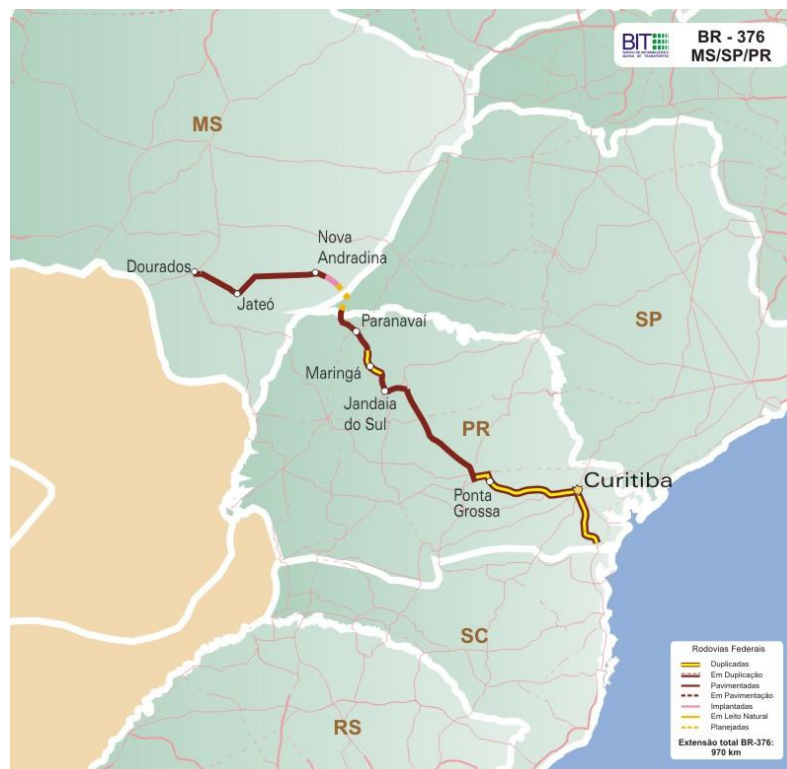 BIT
BR - 376
MS/SP/PR
MS
Nova
Andradina
Dourados
Jateó
Paranavaí
SP
Maringá
Jandaia
do Sul
PR
Curitiba
Ponta
Grossa
SC
RS
Rodovias Federais
Duplicadas
Em Duplicação
Pavimentadas
Em Pavimentação
Implantadas
Em Leito Natural
Planejadas
Extensão total BR-376:
970 km